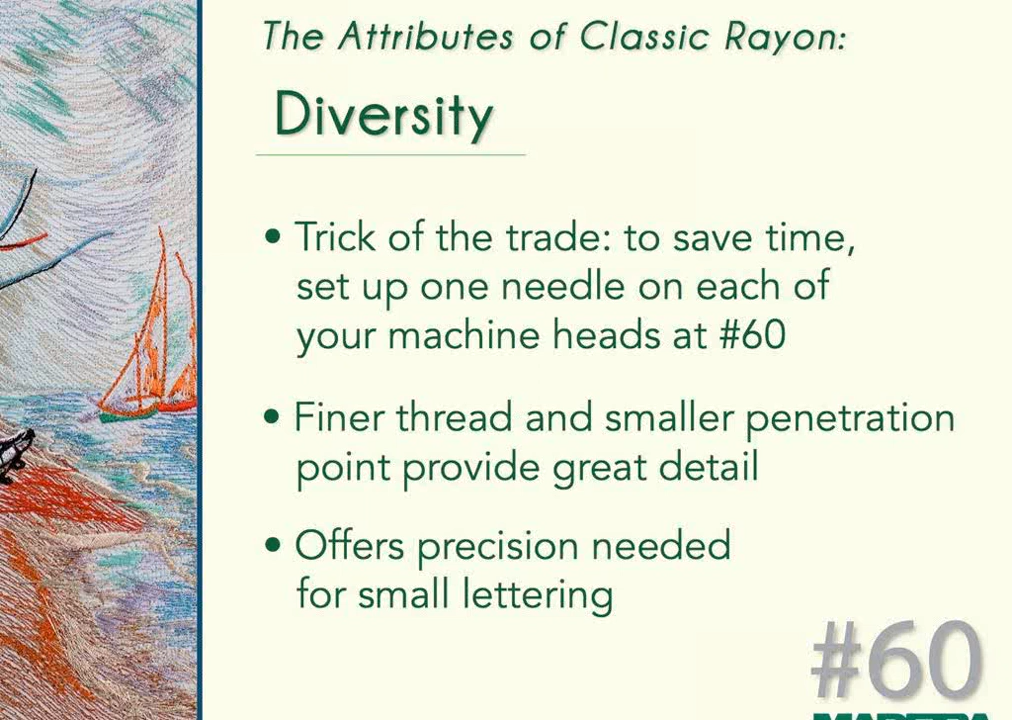 The Attributes of Classic Rayon:
Diversity
• Trick of the trade: to save time,
set up one needle on each of
your machine heads at #60
• Finer thread and smaller penetration
point provide great detail
• Offers precision needed
for small lettering
#60
MADEIRA